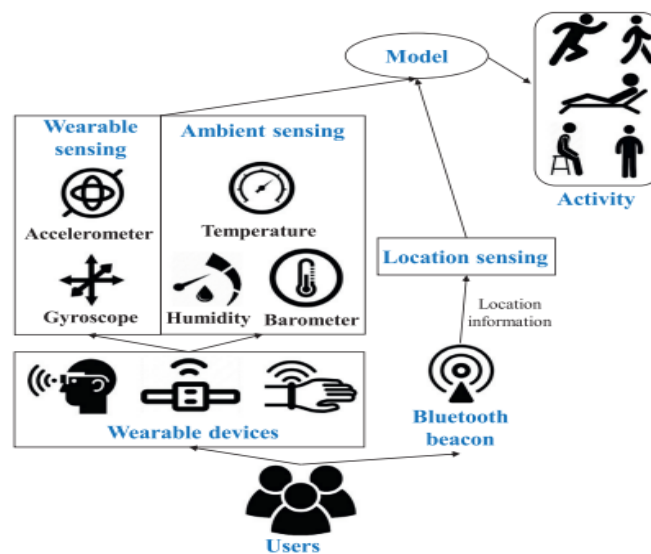 Model
Activity
Wearable
sensing
Ambient sensing
Accelerometer
Temperature
Gyroscope
Humidity
Barometer
Location sensing
Location
information
Wearable devices
Bluetooth
beacon
Users